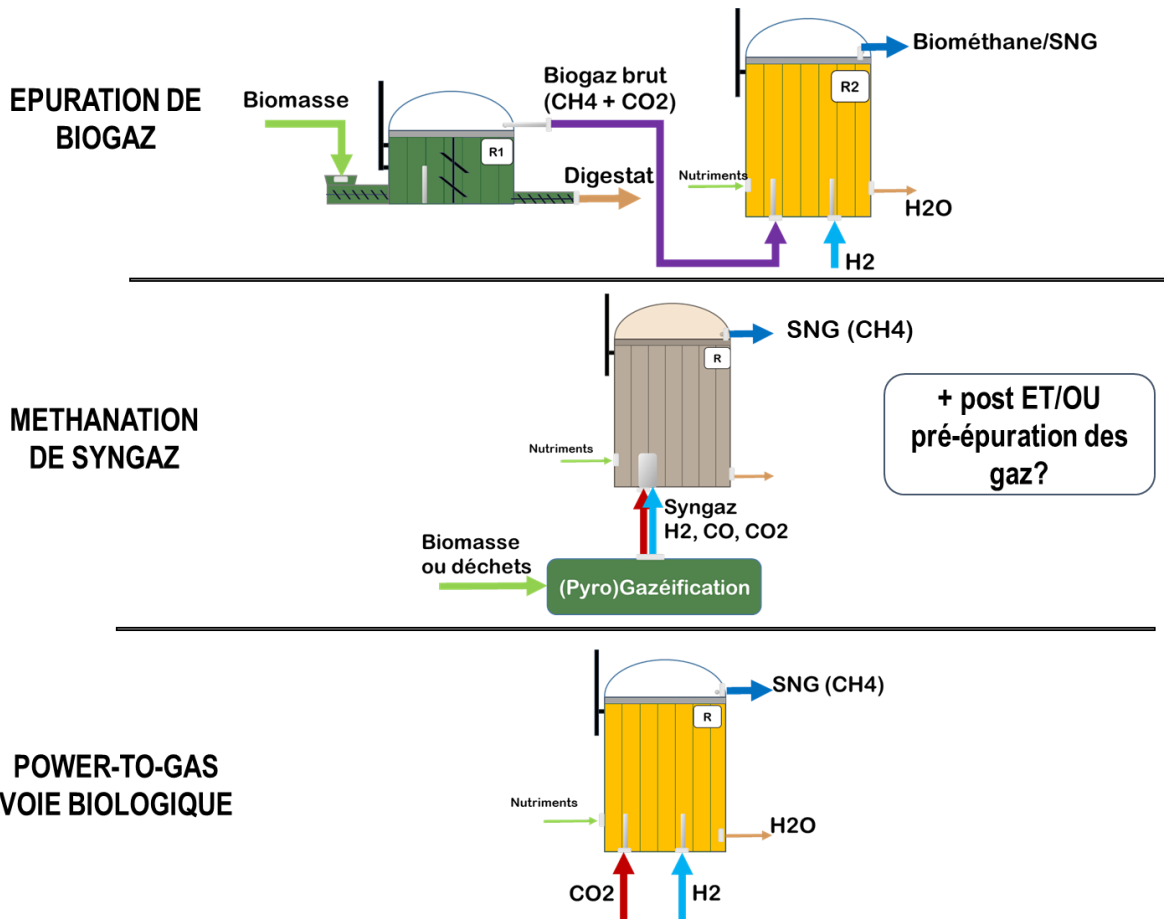 EPURATION DE
BIOGAZ
Biomasse
R1
Biogaz brut
(CH4 + CO2)
Digestat
Biométhane/SNG
R2
Nutriments
H2O
H2
METHANATION
DE SYNGAZ
SNG (CH4)
R
Nutriments
Syngaz
H2, CO, CO2
Biomasse
ou déchets
(Pyro)Gazéification
+ post ET/OU
pré-épuration des
gaz?
POWER-TO-GAS
VOIE BIOLOGIQUE
SNG (CH4)
R
Nutriments
H2O
CO2
H2